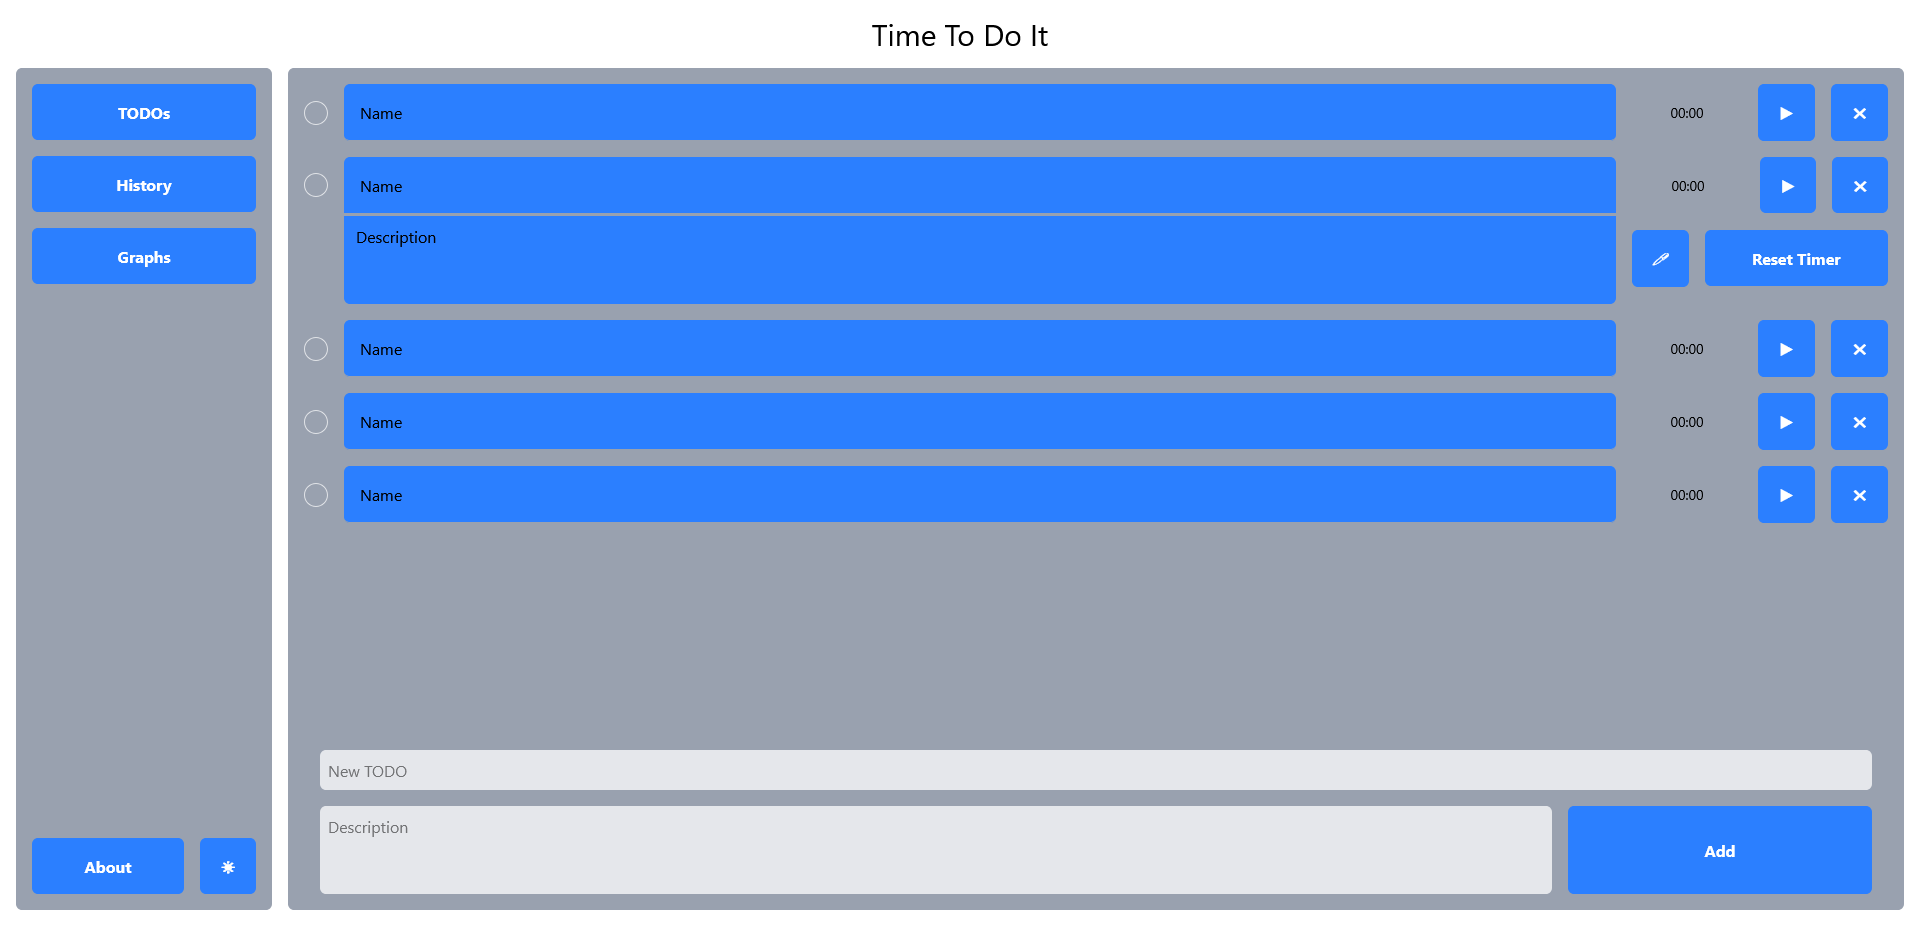 Time To Do It
TODOs
History
Graphs
About
Name
00:00
Name
00:00
Description
Reset Timer
Name
00:00
Name
00:00
Name
00:00
New TODO
Description
Add